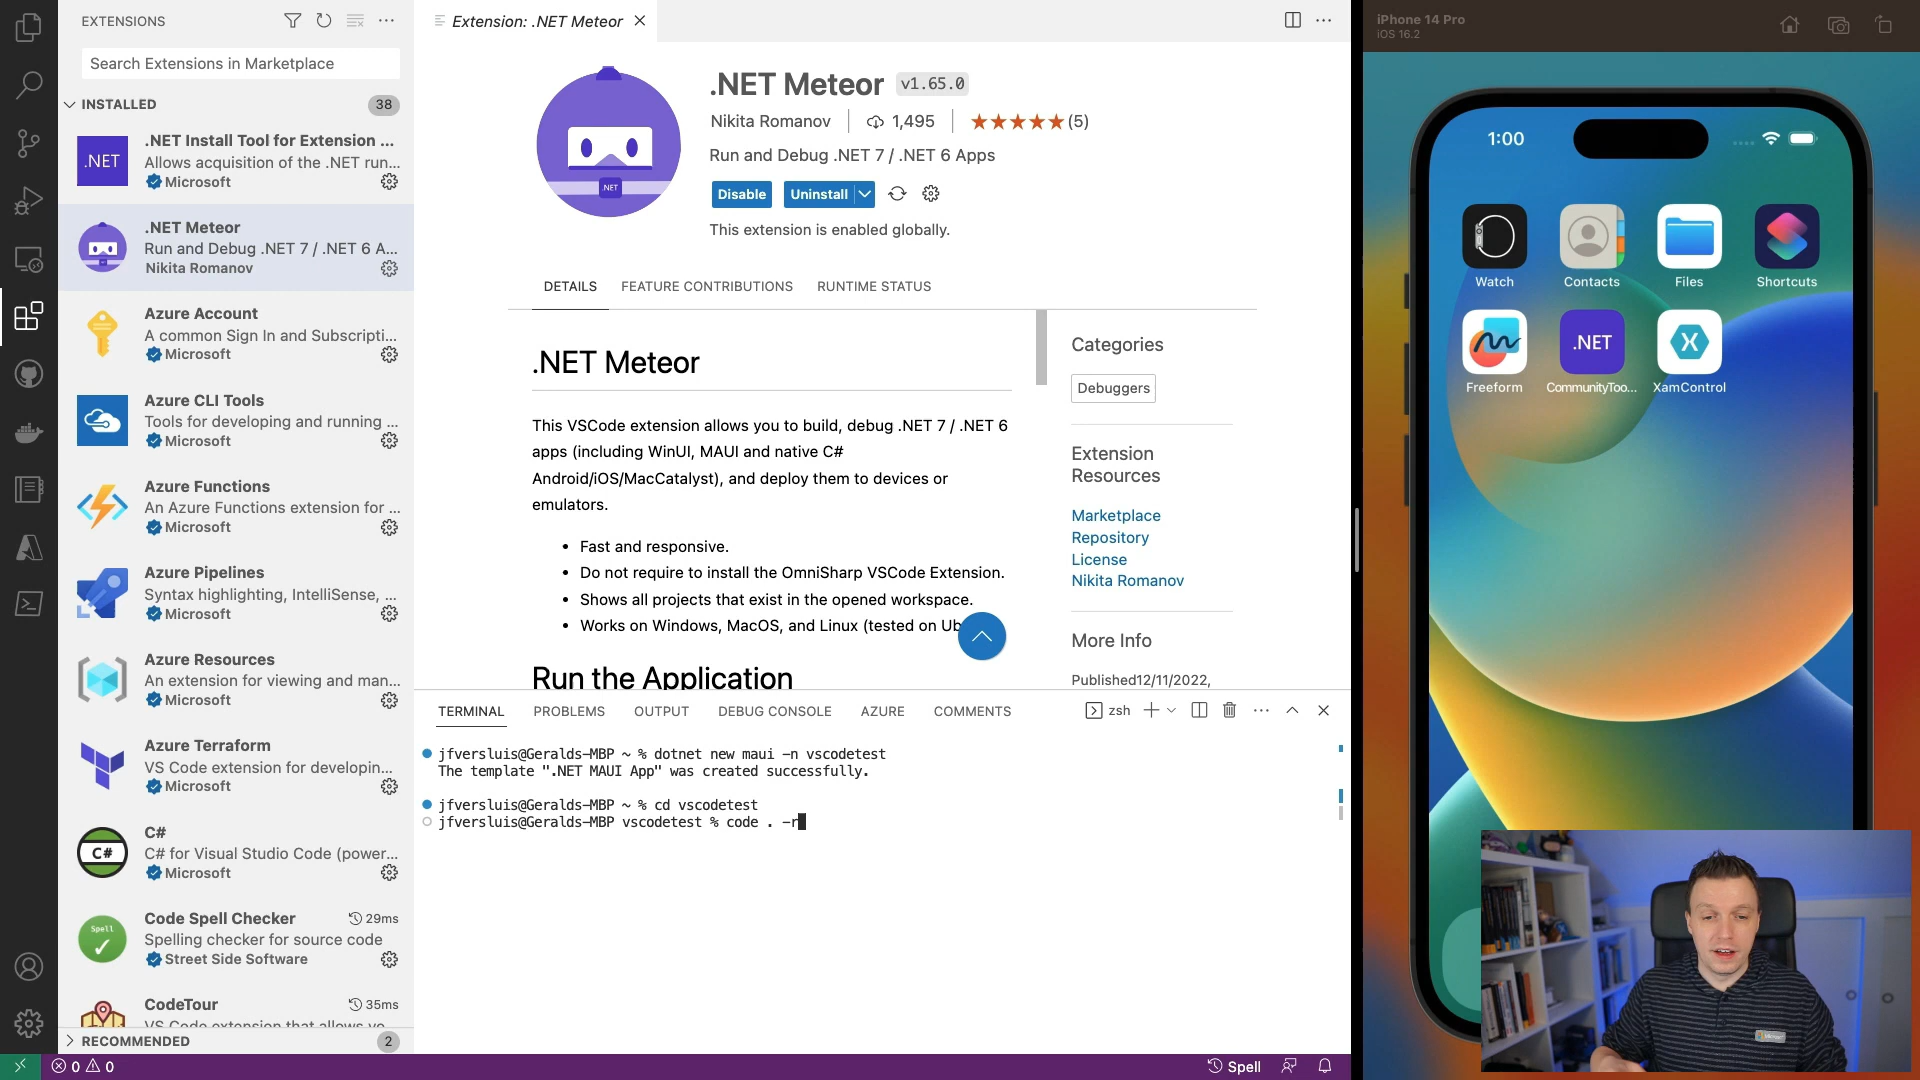 EXTENSIONS
Search Extensions in Marketplace
INSTALLED
38
.NET
.NET Install Tool for Extension ...
Allows acquisition of the .NET run...
Microsoft
.NET Meteor
Run and Debug .NET 7 / .NET 6 A...
Nikita Romanov
Azure Account
A common Sign In and Subscripti...
Microsoft
Azure CLI Tools
Tools for developing and running ...
Microsoft
Azure Functions
An Azure Functions extension for ...
Microsoft
Azure Pipelines
Syntax highlighting, IntelliSense, ...
Microsoft
Azure Resources
An extension for viewing and man...
Microsoft
Azure Terraform
VS Code extension for developin...
Microsoft
C#
C#
C# for Visual Studio Code (power...
Microsoft
Spell
Code Spell Checker
29ms
Spelling checker for source code
Street Side Software
CodeTour
35ms
VS Code extension that allows yo...
RECOMMENDED
2
0 0
Spell
Extension: .NET Meteor
.NET
.NET Meteor
v1.65.0
Nikita Romanov
1,495
(5)
Run and Debug .NET 7 / .NET 6 Apps
Disable
Uninstall
This extension is enabled globally.
DETAILS
FEATURE CONTRIBUTIONS
RUNTIME STATUS
.NET Meteor
This VSCode extension allows you to build, debug .NET 7 / .NET 6
apps (including WinUI, MAUI and native C#
Android/iOS/MacCatalyst), and deploy them to devices or
emulators.
• Fast and responsive.
• Do not require to install the OmniSharp VSCode Extension.
• Shows all projects that exist in the opened workspace.
• Works on Windows, MacOS, and Linux (tested on Ub
Run the Application
Categories
Debuggers
Extension
Resources
Marketplace
Repository
License
Nikita Romanov
More Info
Published12/11/2022,
TERMINAL
PROBLEMS
OUTPUT
DEBUG CONSOLE
AZURE
COMMENTS
zsh
jfversluis@Geralds-MBP ~ % dotnet new maui -n vscodetest
The template ".NET MAUI App" was created successfully.
jfversluis@Geralds-MBP ~ % cd vscodetest
jfversluis@Geralds-MBP vscodetest % code . -r
iPhone 14 Pro
iOS 16.2
1:00
Watch
Contacts
Files
Shortcuts
.NET
Freeform
CommunityToo...
XamControl